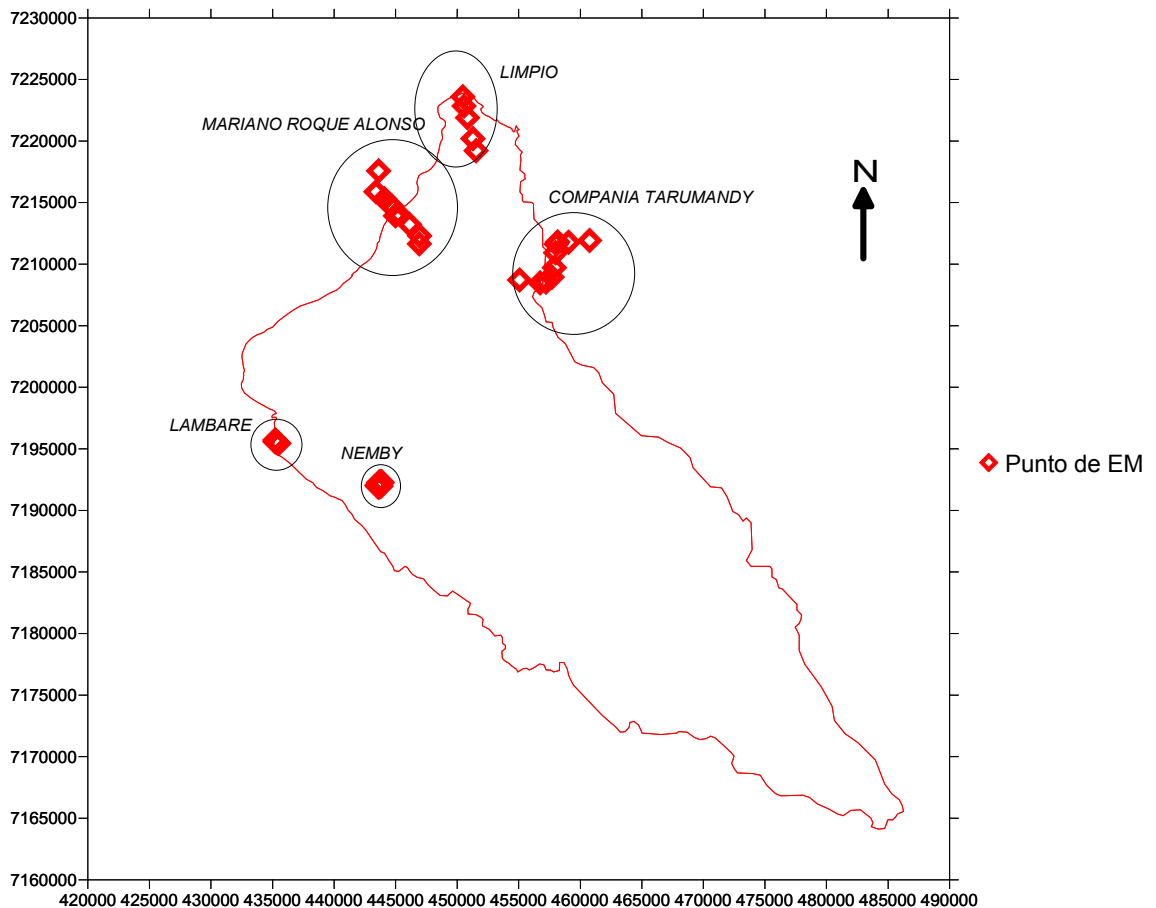 7230000
7225000
LIMPIO
7220000
MARIANO ROQUE ALONSO
7215000
N
COMPANIA TARUMANDY
7210000
7205000
7200000
LAMBARE
7195000
NEMBY
Punto de EM
7190000
7185000
7180000
7175000
7170000
7165000
7160000
420000 425000 430000 435000 440000 445000 450000 455000 460000 465000 470000 475000 480000 485000 490000